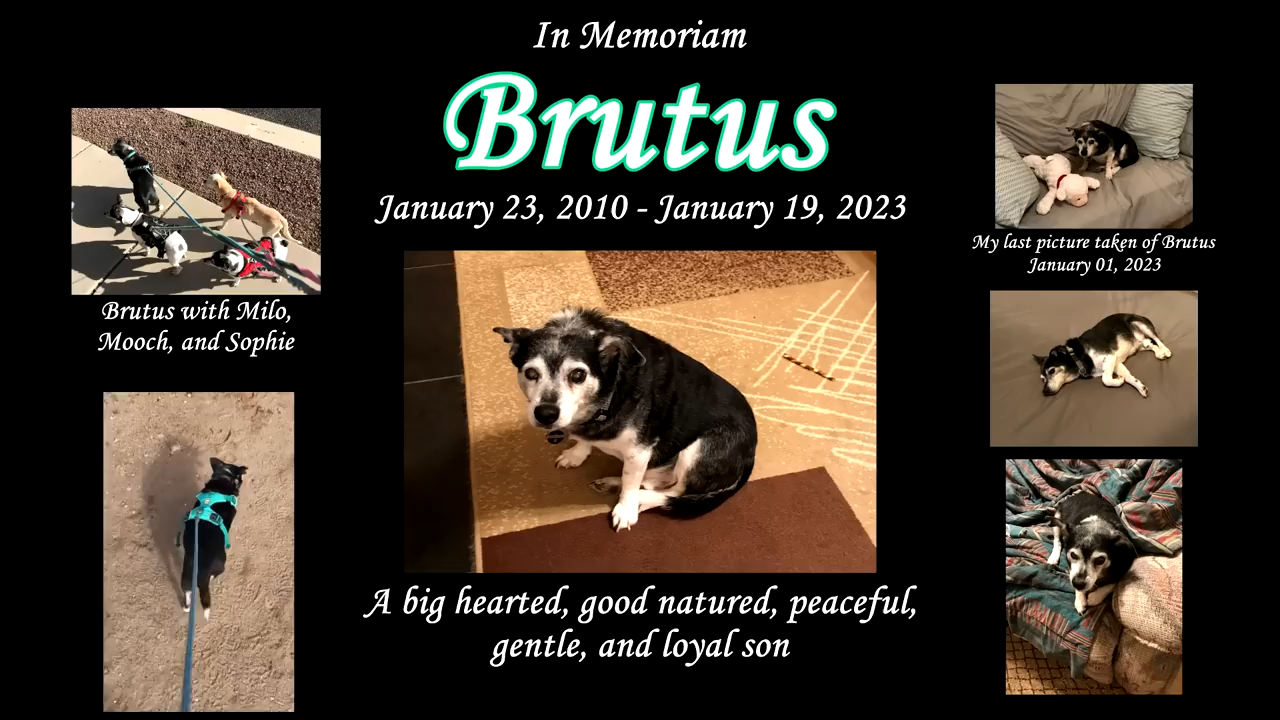 In Memoriam
Brutus
January 23, 2010 - January 19, 2023
Brutus with Milo,
Mooch, and Sophie
My last picture taken of Brutus
January 01, 2023
A big hearted, good natured, peaceful,
gentle, and loyal son